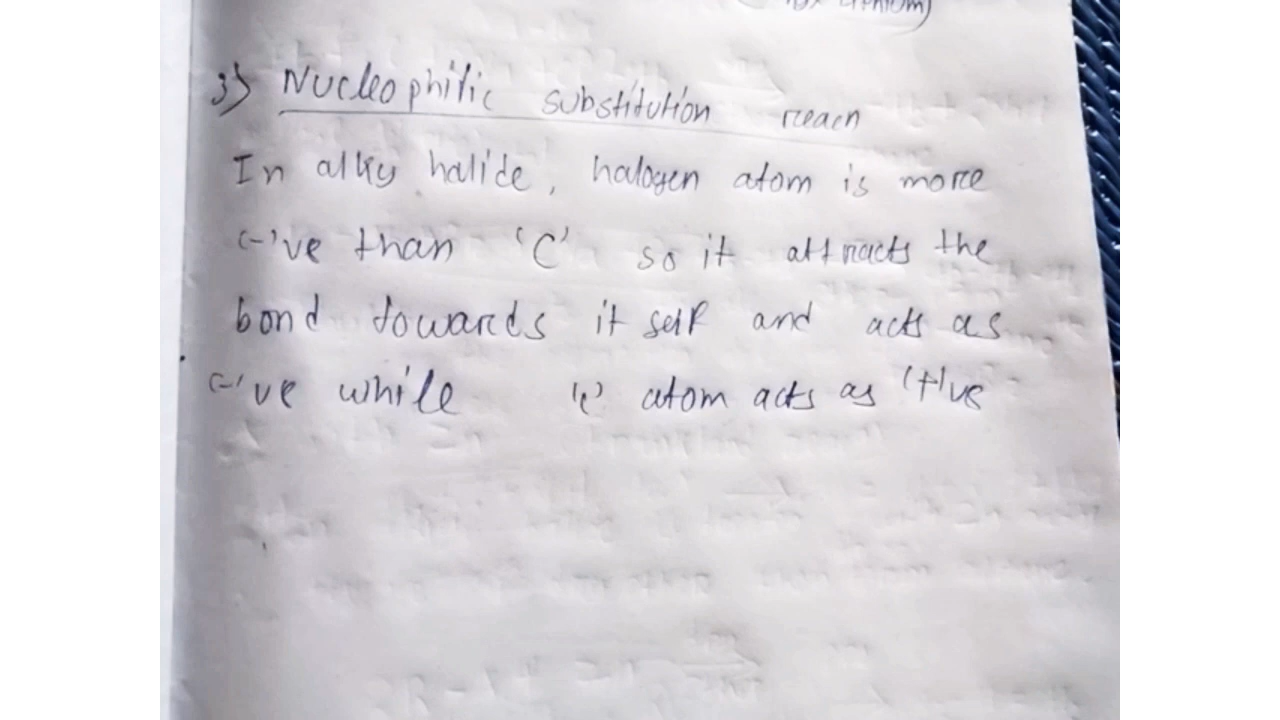 3) Nucleophilic substitution reacn
In alky halide, halogen atom is more
(-)'ve than 'C' so it attracts the
bond towards it self and acts as
(-)'ve while 'c' atom acts as (+)'ve